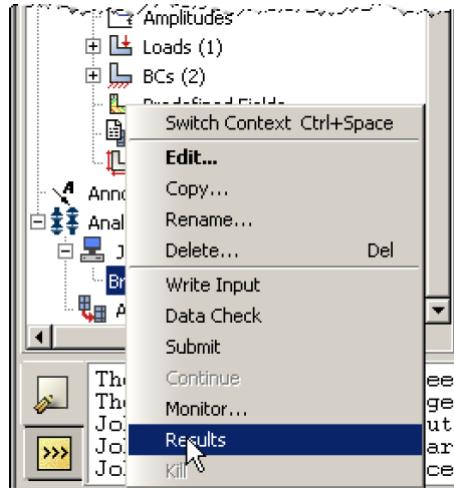 Amplitudes
Loads (1)
BCs (2)
Switch Context Ctrl+Space
Edit...
Copy...
Rename...
Delete... Del
Write Input
Data Check
Submit
Continue
Monitor...
Results
Kill